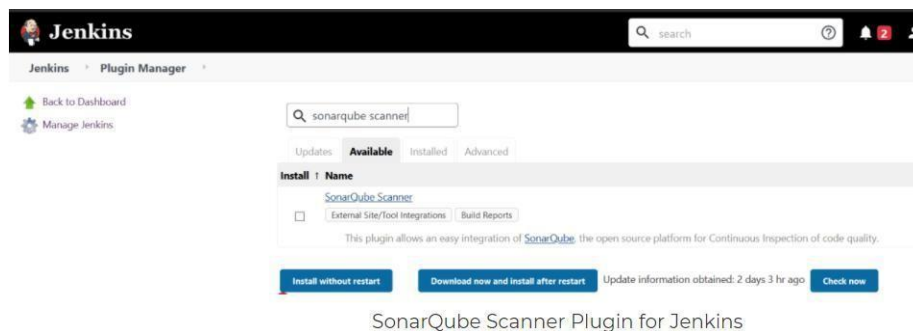 Jenkins
search
2
Jenkins Plugin Manager
Back to Dashboard
Manage Jenkins
sonarqube scanner
Updates Available Installed Advanced
Install ↑ Name
SonarQube Scanner
External Site/Tool Integrations Build Reports
This plugin allows an easy integration of SonarQube, the open source platform for Continuous Inspection of code quality.
Install without restart Download now and install after restart Update information obtained: 2 days 3 hr ago Check now
SonarQube Scanner Plugin for Jenkins